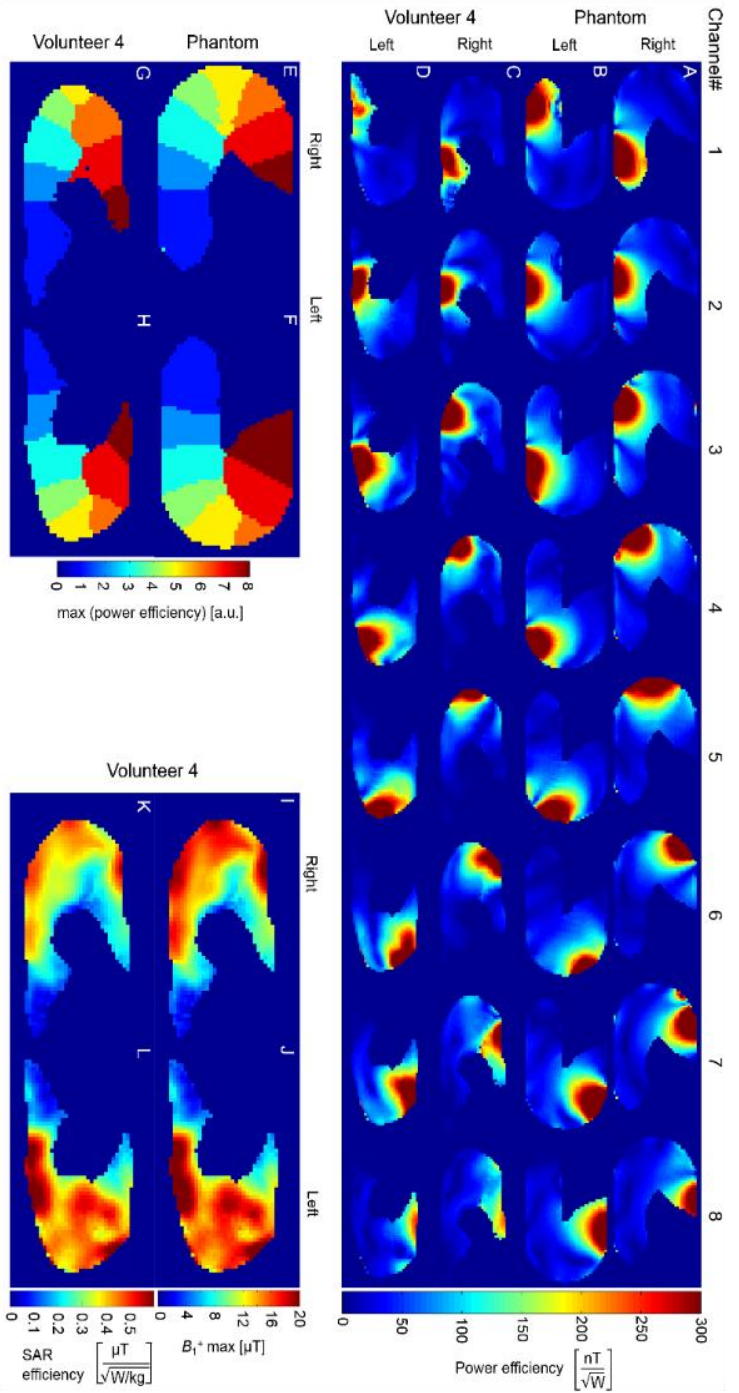 Channel#
1
2
3
4
5
6
7
8
Phantom
Right
Left
Volunteer 4
Right
Left
A
B
C
D
0
50
100
150
200
250
300
Power efficiency [nT/√W]
Right
Left
Phantom
Volunteer 4
E
F
G
H
0 1 2 3 4 5 6 7 8
max (power efficiency) [a.u.]
Volunteer 4
Right
Left
I
J
K
L
0 4 8 12 16 20
B₁⁺ max [µT]
0 0.1 0.2 0.3 0.4 0.5
SAR
efficiency [µT/√W/kg]